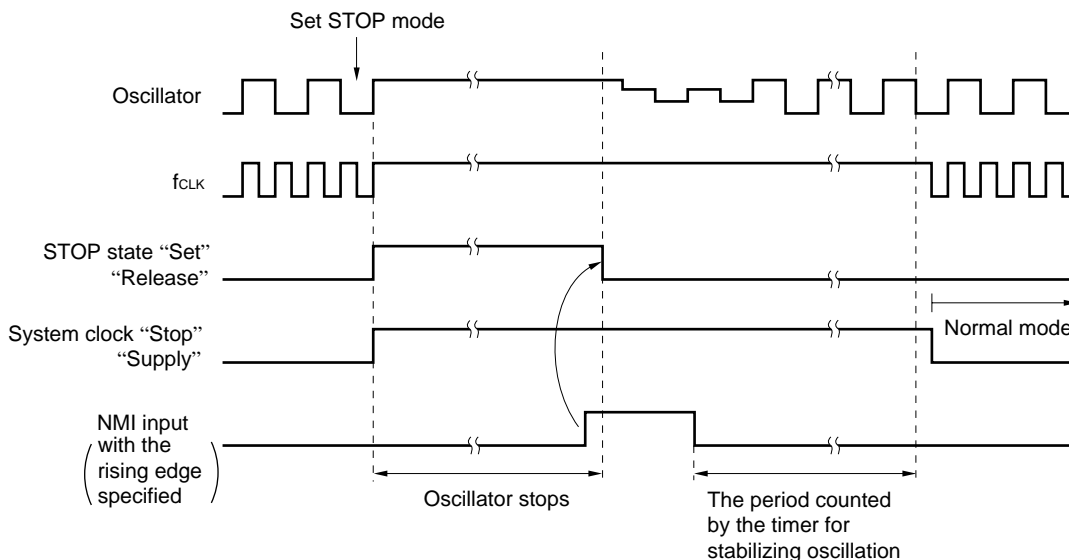 Set STOP mode
Oscillator
fCLK
STOP state “Set”
“Release”
System clock “Stop”
“Supply”
Normal mode
NMI input
with the
rising edge
specified
Oscillator stops
The period counted
by the timer for
stabilizing oscillation